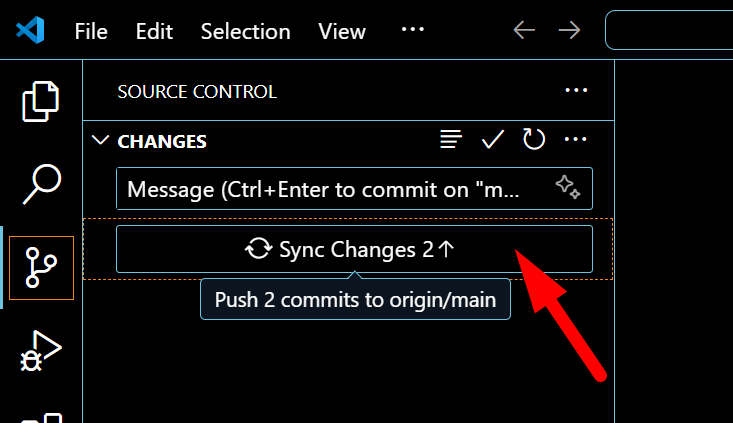 File Edit Selection View ...
SOURCE CONTROL ...
CHANGES ...
Message (Ctrl+Enter to commit on "m...
Sync Changes 2↑
Push 2 commits to origin/main